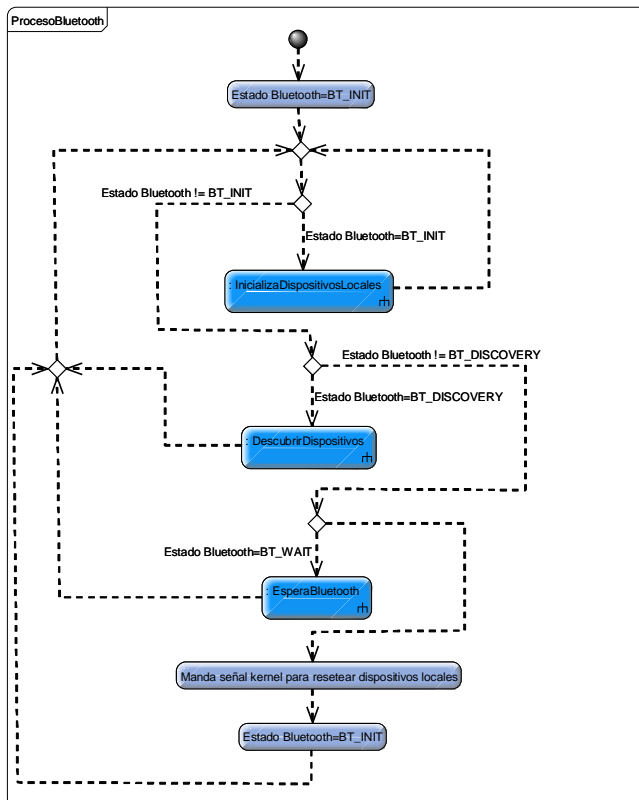 ProcesoBluetooth
Estado Bluetooth=BT_INIT
Estado Bluetooth != BT_INIT
Estado Bluetooth=BT_INIT
: InicializaDispositivosLocales
Estado Bluetooth != BT_DISCOVERY
Estado Bluetooth=BT_DISCOVERY
: DescubrirDispositivos
Estado Bluetooth=BT_WAIT
: EsperaBluetooth
Manda señal kernel para resetear dispositivos locales
Estado Bluetooth=BT_INIT